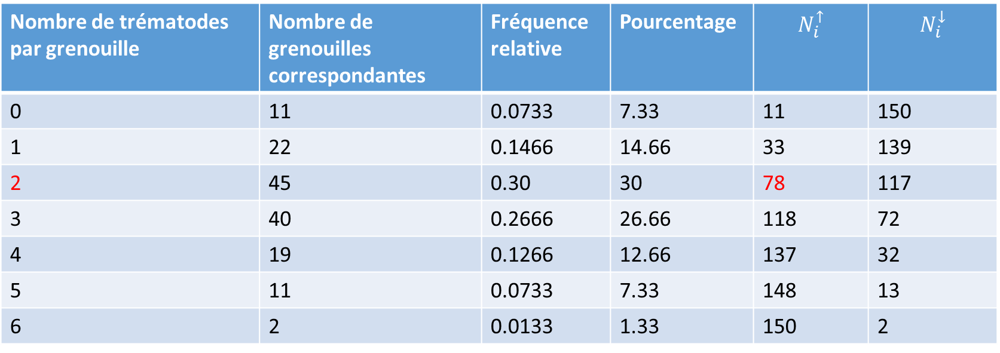 Nombre de trématodes par grenouille Nombre de grenouilles correspondantes Fréquence relative Pourcentage N_i^↑ N_i^↓
0 11 0.0733 7.33 11 150
1 22 0.1466 14.66 33 139
2 45 0.30 30 78 117
3 40 0.2666 26.66 118 72
4 19 0.1266 12.66 137 32
5 11 0.0733 7.33 148 13
6 2 0.0133 1.33 150 2